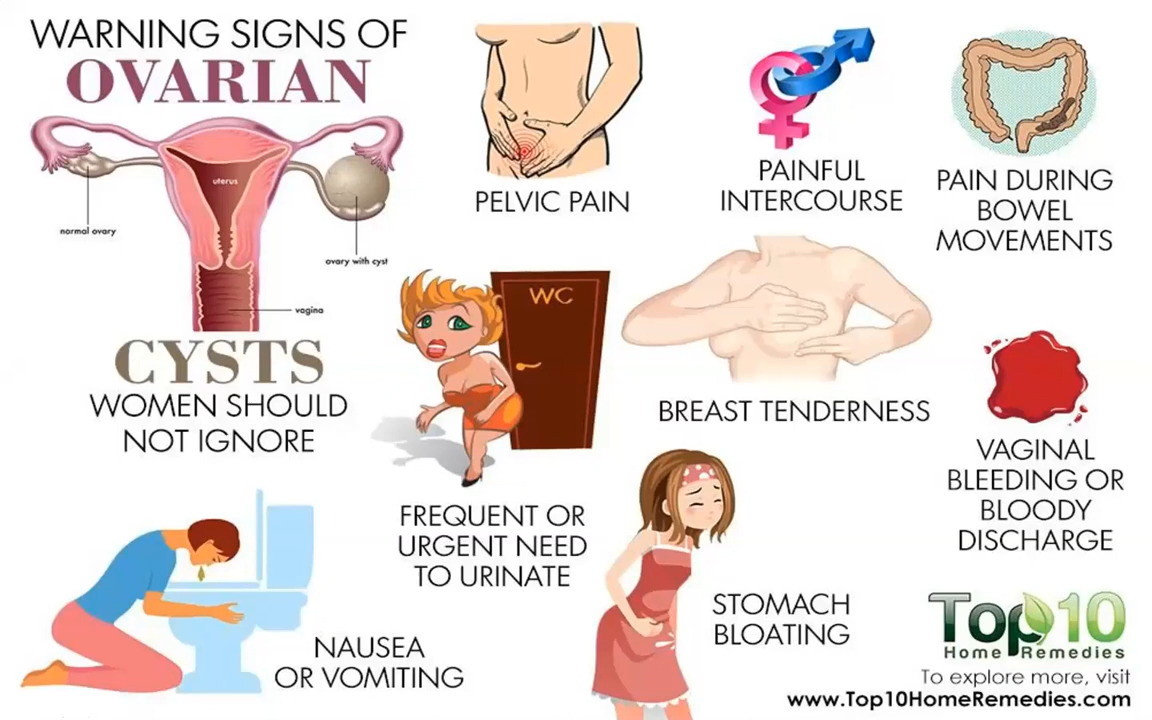 WARNING SIGNS OF
OVARIAN
uterus
normal ovary
ovary with cyst
vagina
CYSTS
WOMEN SHOULD
NOT IGNORE
PELVIC PAIN
PAINFUL
INTERCOURSE
PAIN DURING
BOWEL
MOVEMENTS
WC
FREQUENT OR
URGENT NEED
TO URINATE
BREAST TENDERNESS
VAGINAL
BLEEDING OR
BLOODY
DISCHARGE
NAUSEA
OR VOMITING
STOMACH
BLOATING
Top10
Home Remedies
To explore more, visit
www.Top10HomeRemedies.com